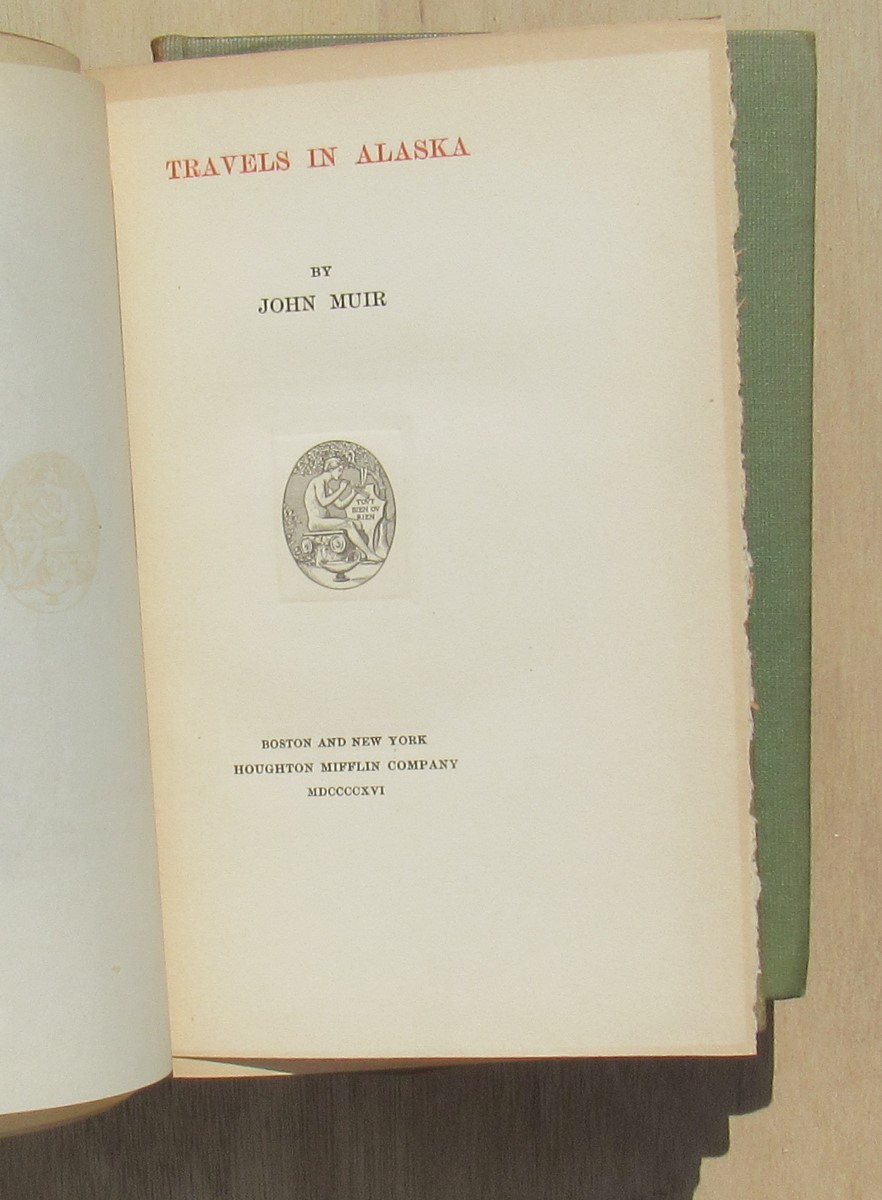 TRAVELS IN ALASKA
BY
JOHN MUIR
TOVT
BIEN OV
RIEN
BOSTON AND NEW YORK
HOUGHTON MIFFLIN COMPANY
MDCCCCXVI